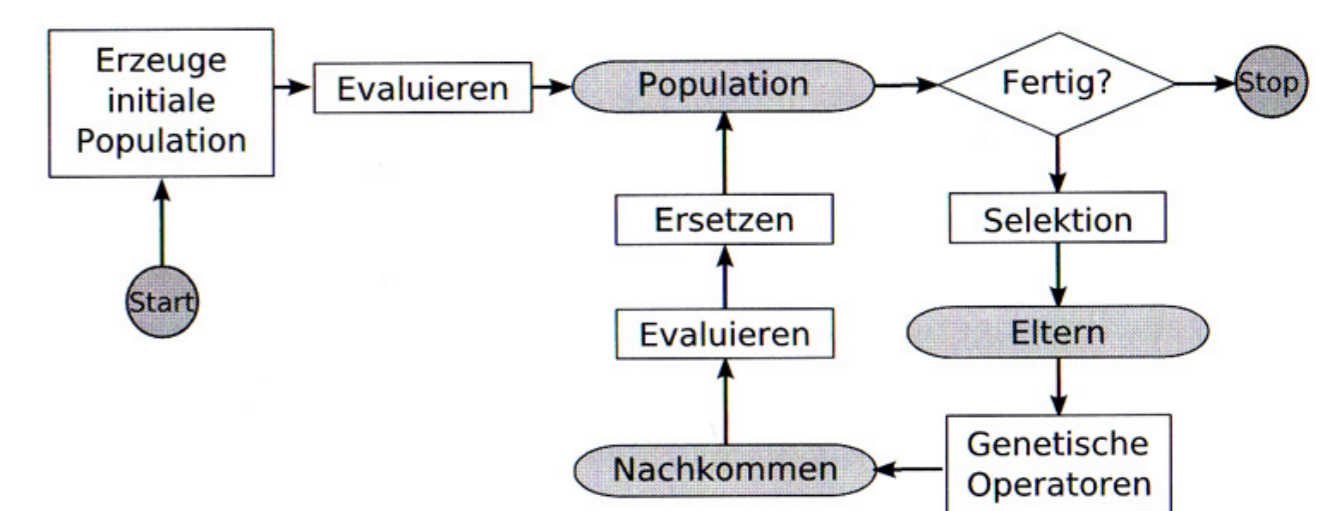 Erzeuge
initiale
Population
Evaluieren
Population
Fertig?
Stop
Ersetzen
Selektion
Start
Evaluieren
Eltern
Nachkommen
Genetische
Operatoren